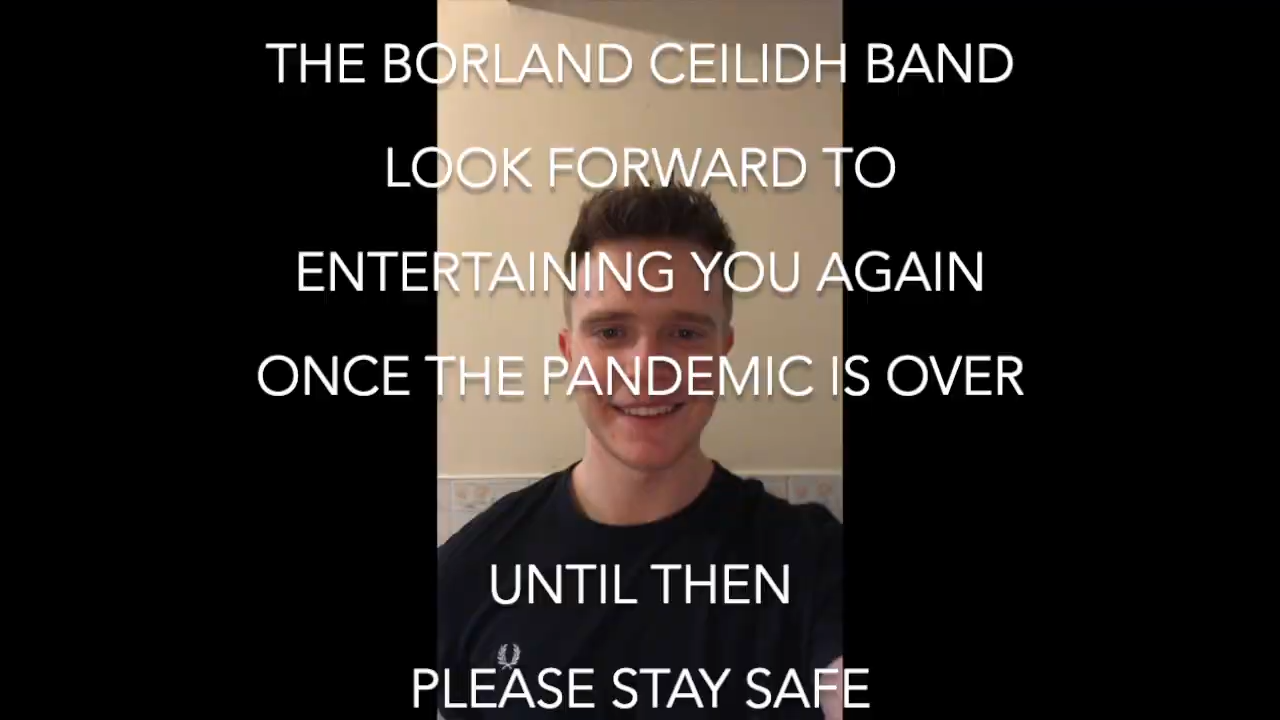 THE BORLAND CEILIDH BAND
LOOK FORWARD TO
ENTERTAINING YOU AGAIN
ONCE THE PANDEMIC IS OVER
UNTIL THEN
PLEASE STAY SAFE